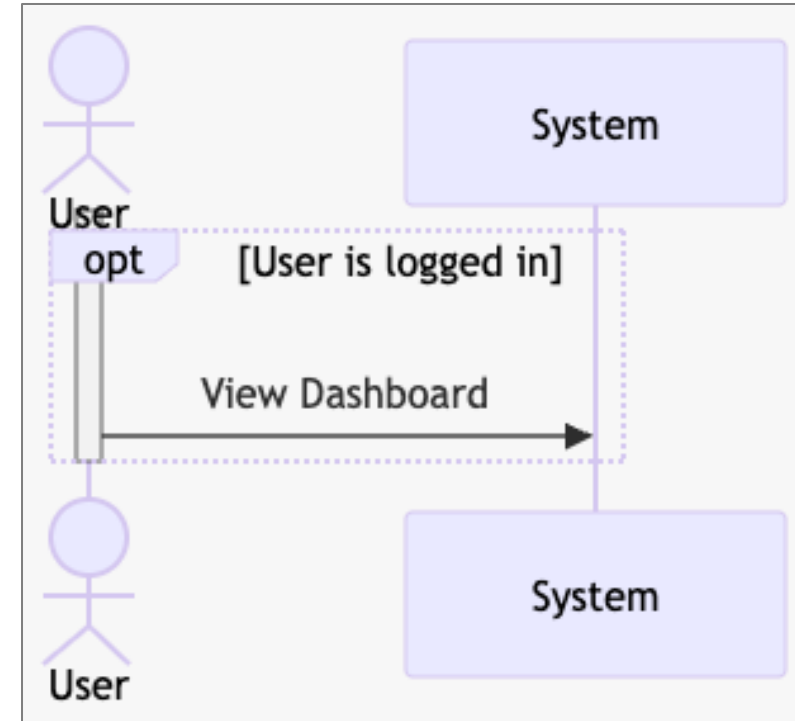 System
User
opt
[User is logged in]
View Dashboard
System
User